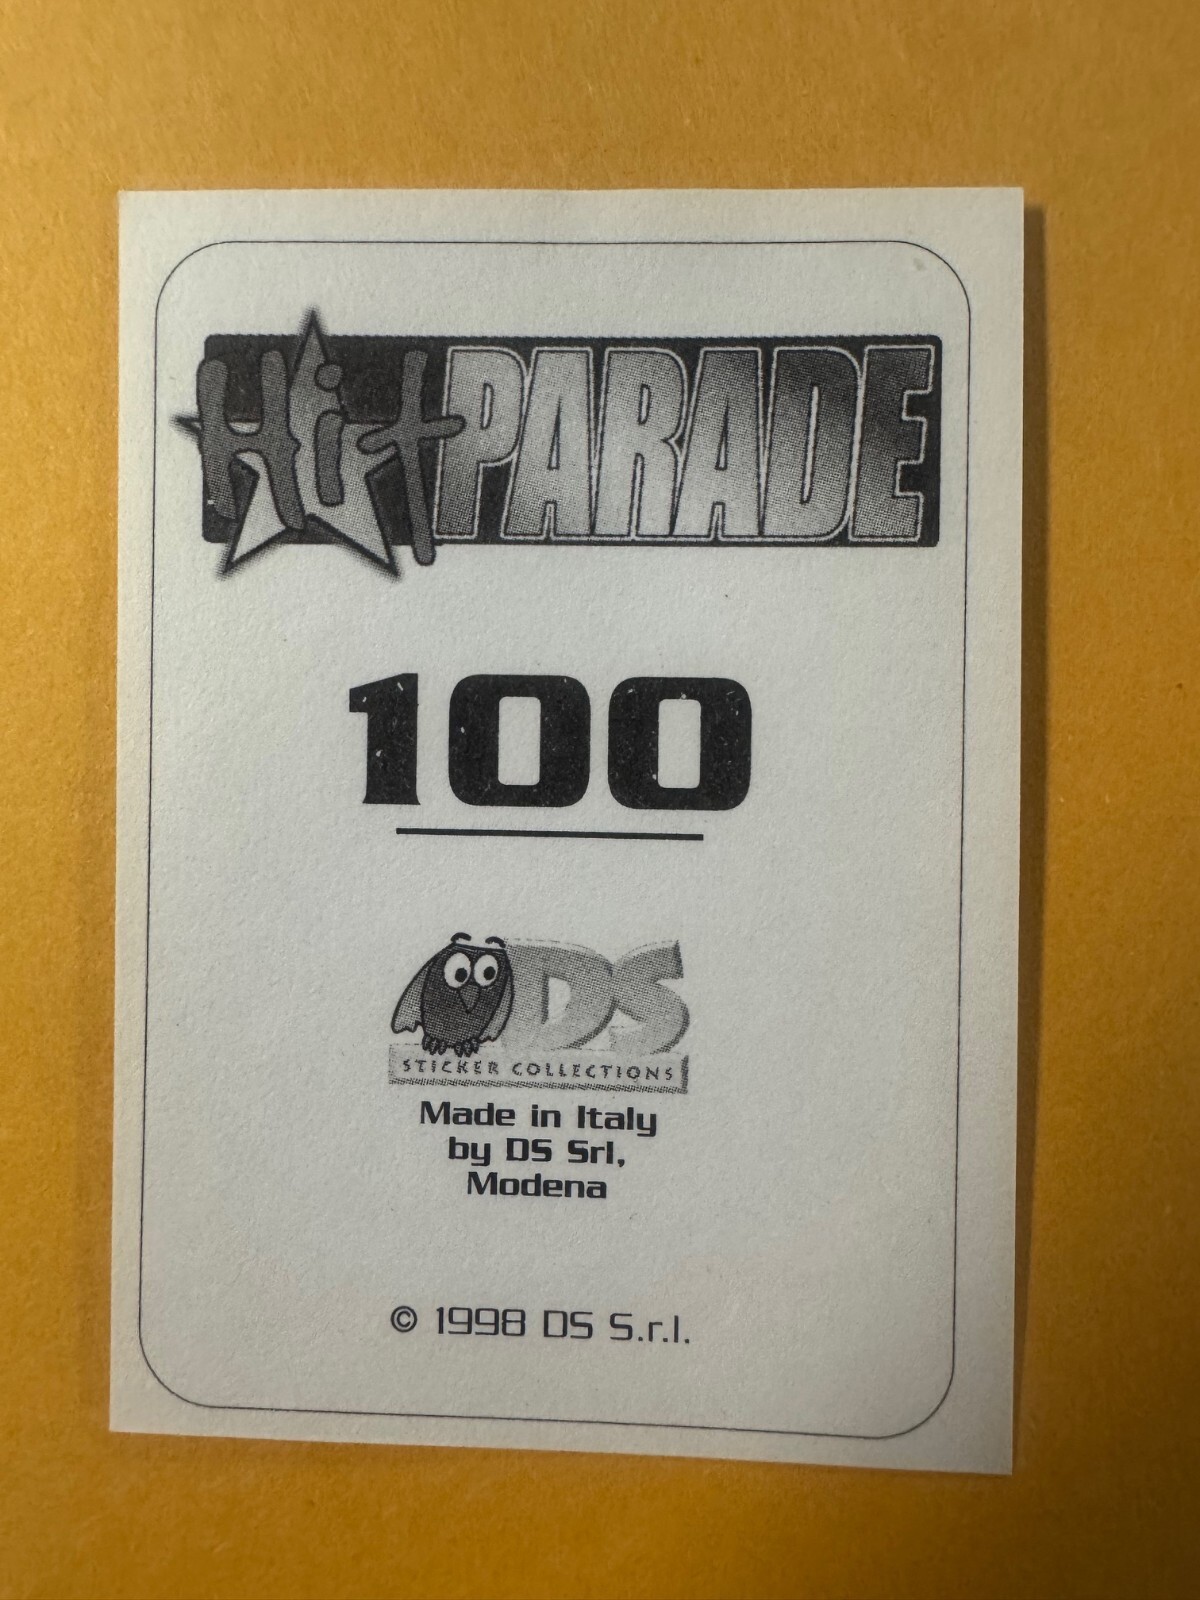 Hit PARADE
100
DS
STICKER COLLECTIONS
Made in Italy
by DS Srl,
Modena
© 1998 DS S.r.l.